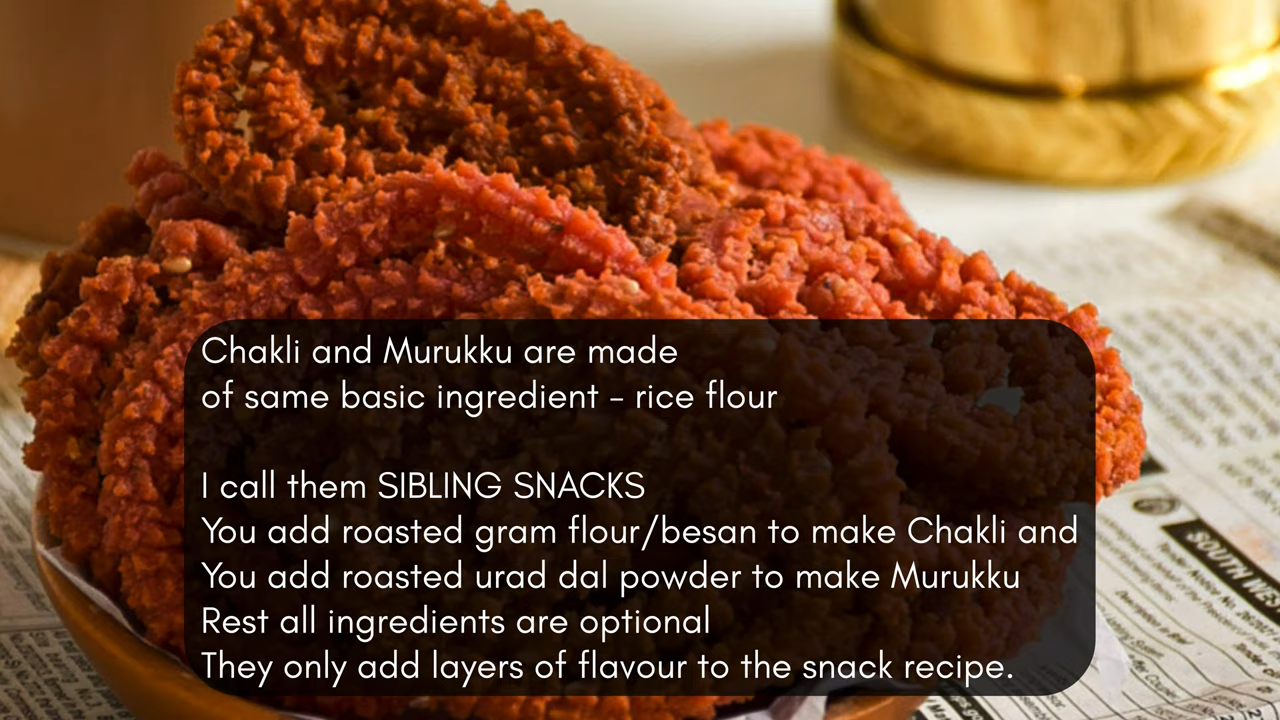 Chakli and Murukku are made
of same basic ingredient - rice flour
I call them SIBLING SNACKS
You add roasted gram flour/besan to make Chakli and
You add roasted urad dal powder to make Murukku
Rest all ingredients are optional
They only add layers of flavour to the snack recipe.
SOUTH WES